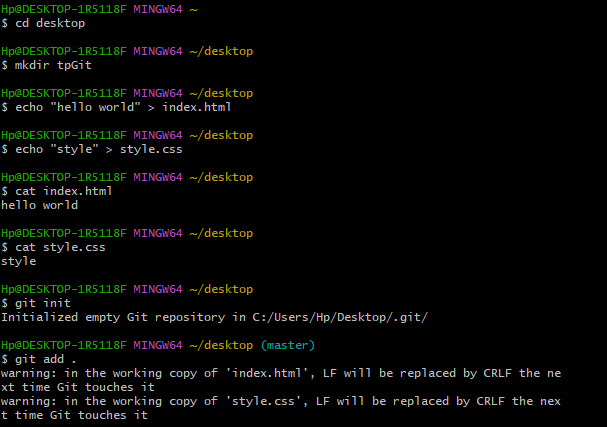 Hp@DESKTOP-1R5118F MINGW64 ~
$ cd desktop
Hp@DESKTOP-1R5118F MINGW64 ~/desktop
$ mkdir tpGit
Hp@DESKTOP-1R5118F MINGW64 ~/desktop
$ echo "hello world" > index.html
Hp@DESKTOP-1R5118F MINGW64 ~/desktop
$ echo "style" > style.css
Hp@DESKTOP-1R5118F MINGW64 ~/desktop
$ cat index.html
hello world
Hp@DESKTOP-1R5118F MINGW64 ~/desktop
$ cat style.css
style
Hp@DESKTOP-1R5118F MINGW64 ~/desktop
$ git init
Initialized empty Git repository in C:/Users/Hp/Desktop/.git/
Hp@DESKTOP-1R5118F MINGW64 ~/desktop (master)
$ git add .
warning: in the working copy of 'index.html', LF will be replaced by CRLF the ne
xt time Git touches it
warning: in the working copy of 'style.css', LF will be replaced by CRLF the nex
t time Git touches it